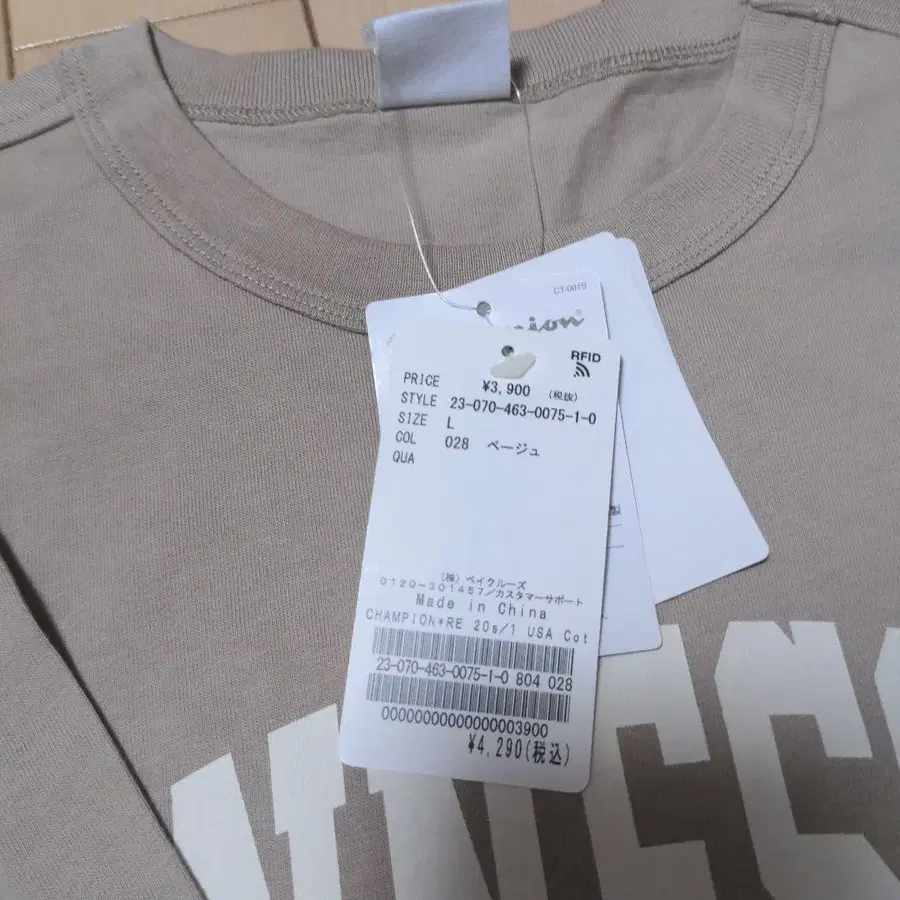 CT-0019
RFID
PRICE ¥3,900 (税抜)
STYLE 23-070-463-0075-1-0
SIZE L
COL 028 ベージュ
QUA
製
(株)ベイクルーズ
0120-301457/カスタマーサポート
Made in China
CHAMPION*RE 20s/1 USA Cot
23-070-463-0075-1-0 804 028
00000000000000003900
¥4,290(税込)